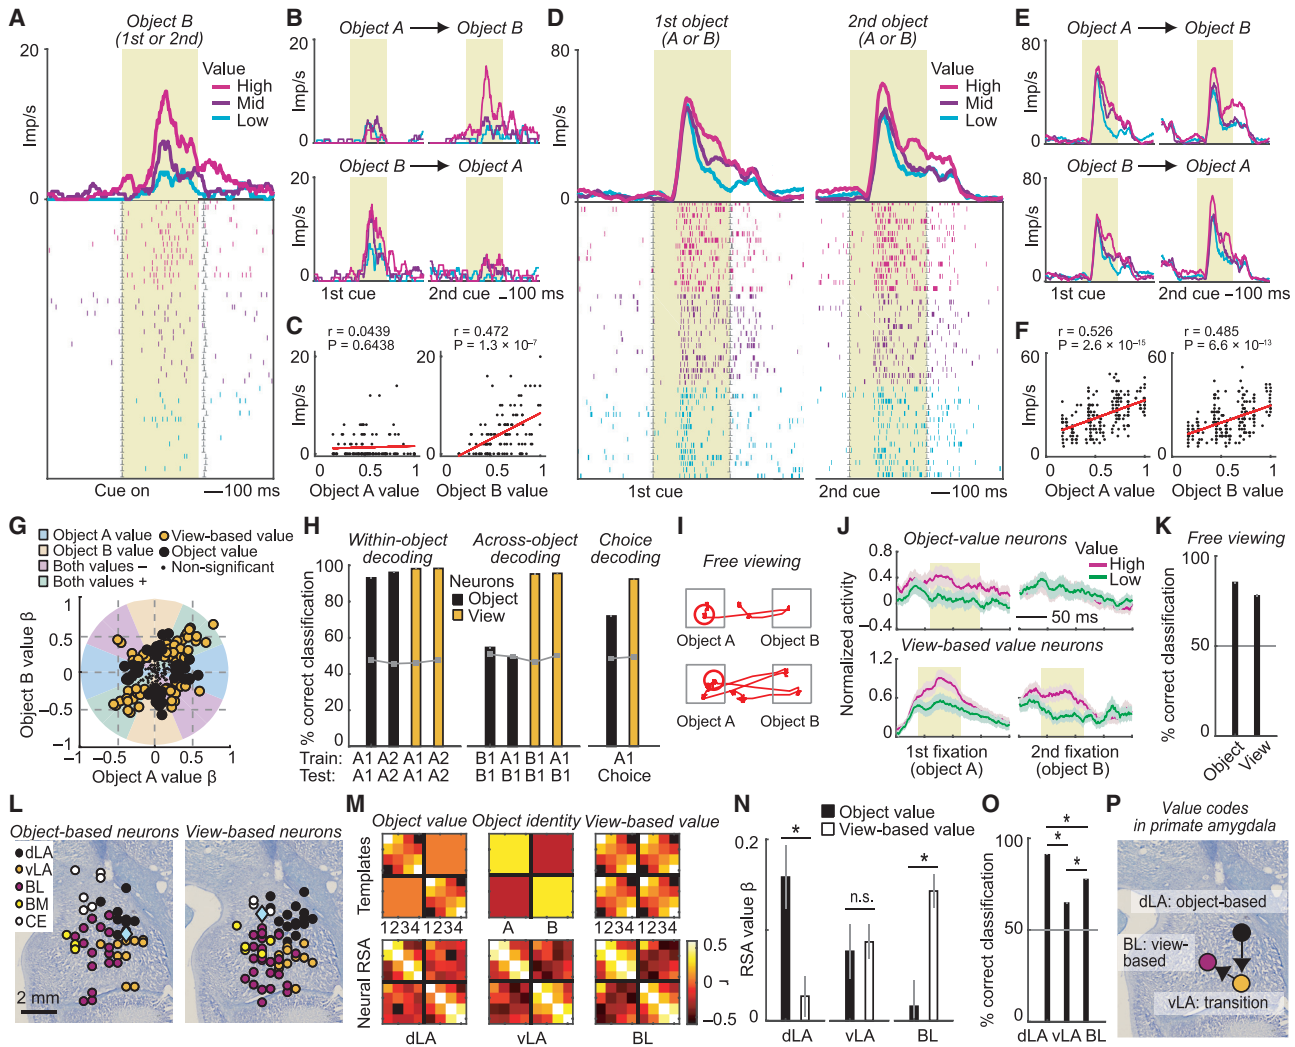 A
Object B
(1st or 2nd)
20
Imp/s
0
Value
High
Mid
Low
Cue on
100 ms
B
Object A → Object B
20
Imp/s
0
Object B → Object A
20
Imp/s
0
1st cue
2nd cue
100 ms
C
r = 0.0439
P = 0.6438
r = 0.472
P = 1.3 × 10⁻⁷
20
Imp/s
0
20
0
0 0.5 1
0 0.5 1
Object A value
Object B value
D
1st object
(A or B)
2nd object
(A or B)
80
Imp/s
0
Value
High
Mid
Low
1st cue
2nd cue
100 ms
E
Object A → Object B
80
Imp/s
0
Object B → Object A
80
Imp/s
0
1st cue
2nd cue
100 ms
F
r = 0.526
P = 2.6 × 10⁻¹⁵
r = 0.485
P = 6.6 × 10⁻¹³
60
Imp/s
0
60
0
0 0.5 1
0 0.5 1
Object A value
Object B value
G
Object A value
Object B value
Both values −
Both values +
View-based value
Object value
Non-significant
Object B value β
1
0.5
0
−0.5
−1
−1 −0.5 0 0.5 1
Object A value β
H
Within-object
decoding
Across-object
decoding
Choice
decoding
% correct classification
100
80
60
40
20
0
Neurons
Object
View
Train: A1 A2 A1 A2 B1 A1 B1 A1 A1
Test: A1 A2 A1 A2 B1 B1 B1 B1 Choice
I
Free viewing
Object A
Object B
Object A
Object B
J
Object-value neurons
Value
High
Low
0.4
0
−0.4
50 ms
Normalized activity
View-based value neurons
1.2
0.6
0
1st fixation
(object A)
2nd fixation
(object B)
K
Free viewing
% correct classification
100
50
0
Object
View
L
Object-based neurons
View-based neurons
dLA
vLA
BL
BM
CE
2 mm
M
Object value
Object identity
View-based value
Templates
1234 1234
A B
1234 1234
Neural RSA
dLA
vLA
BL
0.5
r
−0.5
N
Object value
View-based value
RSA value β
0.2
0
*
n.s.
*
dLA
vLA
BL
O
% correct classification
100
50
0
*
*
*
dLA vLA BL
P
Value codes
in primate amygdala
dLA: object-based
BL: view-
based
vLA: transition